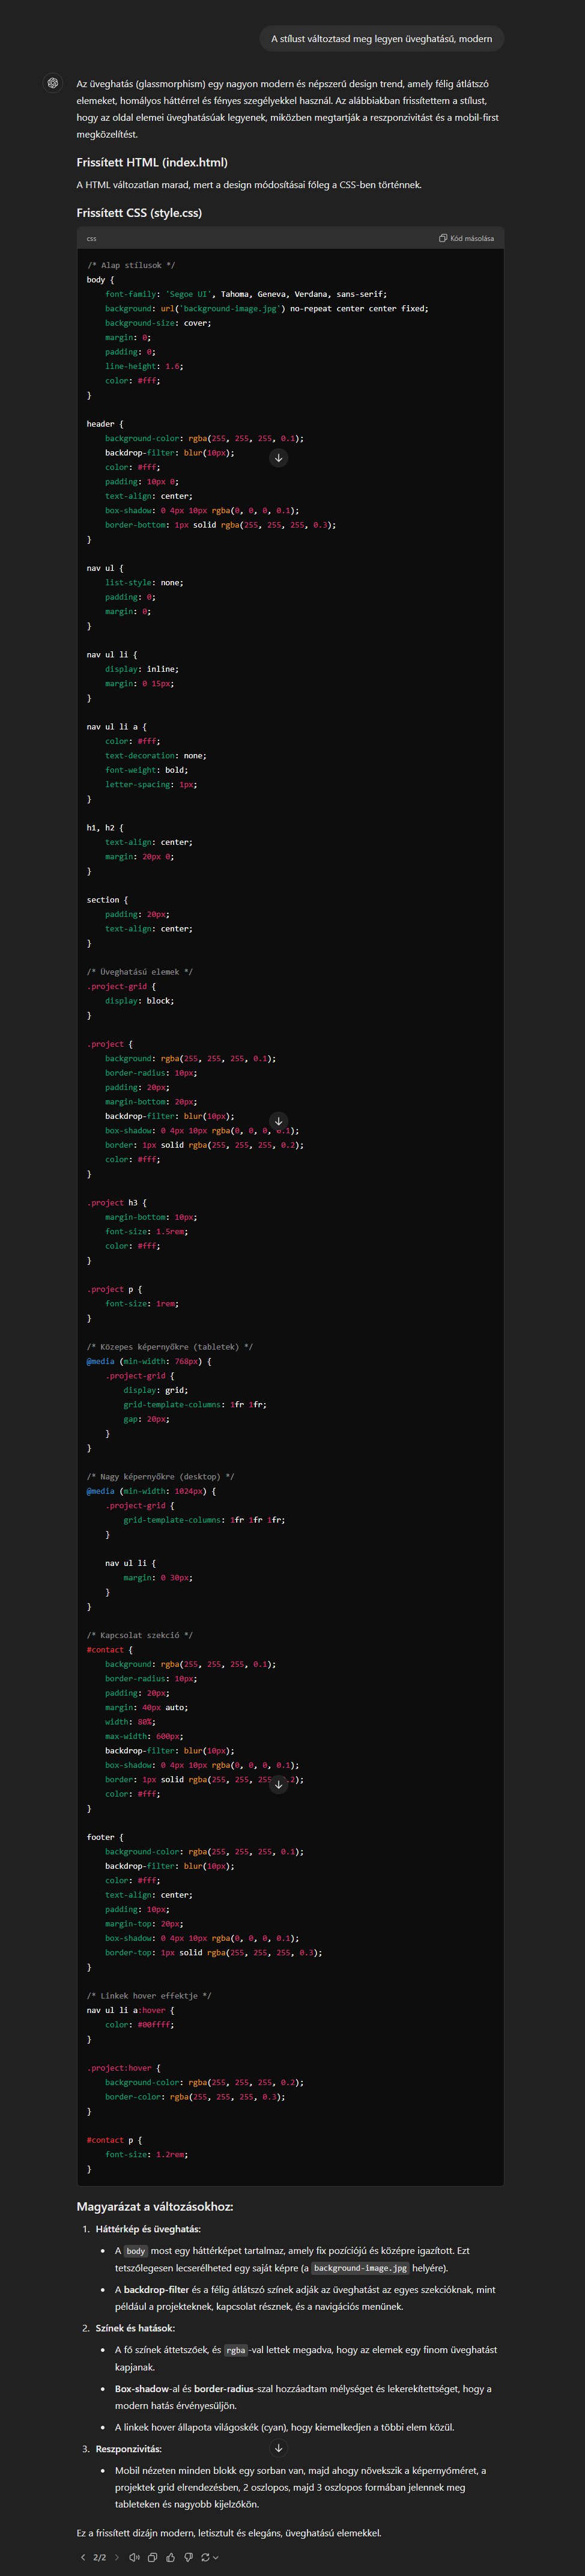 A stílust változtasd meg legyen üveghatású, modern
Az üveghatás (glassmorphism) egy nagyon modern és népszerű design trend, amely félig átlátszó
elemeket, homályos háttérrel és fényes szegélyekkel használ. Az alábbiakban frissítettem a stílust,
hogy az oldal elemei üveghatásúak legyenek, miközben megtartják a reszponzivitást és a mobil-first
megközelítést.
Frissített HTML (index.html)
A HTML változatlan marad, mert a design módosításai főleg a CSS-ben történnek.
Frissített CSS (style.css)
css
Kód másolása
/* Alap stílusok */
body {
    font-family: 'Segoe UI', Tahoma, Geneva, Verdana, sans-serif;
    background: url('background-image.jpg') no-repeat center center fixed;
    background-size: cover;
    margin: 0;
    padding: 0;
    line-height: 1.6;
    color: #fff;
}

header {
    background-color: rgba(255, 255, 255, 0.1);
    backdrop-filter: blur(10px);
    color: #fff;
    padding: 10px 0;
    text-align: center;
    box-shadow: 0 4px 10px rgba(0, 0, 0, 0.1);
    border-bottom: 1px solid rgba(255, 255, 255, 0.3);
}

nav ul {
    list-style: none;
    padding: 0;
    margin: 0;
}

nav ul li {
    display: inline;
    margin: 0 15px;
}

nav ul li a {
    color: #fff;
    text-decoration: none;
    font-weight: bold;
    letter-spacing: 1px;
}

h1, h2 {
    text-align: center;
    margin: 20px 0;
}

section {
    padding: 20px;
    text-align: center;
}

/* Üveghatású elemek */
.project-grid {
    display: block;
}

.project {
    background: rgba(255, 255, 255, 0.1);
    border-radius: 10px;
    padding: 20px;
    margin-bottom: 20px;
    backdrop-filter: blur(10px);
    box-shadow: 0 4px 10px rgba(0, 0, 0, 0.1);
    border: 1px solid rgba(255, 255, 255, 0.2);
    color: #fff;
}

.project h3 {
    margin-bottom: 10px;
    font-size: 1.5rem;
    color: #fff;
}

.project p {
    font-size: 1rem;
}

/* Közepes képernyőkre (tabletek) */
@media (min-width: 768px) {
    .project-grid {
        display: grid;
        grid-template-columns: 1fr 1fr;
        gap: 20px;
    }
}

/* Nagy képernyőkre (desktop) */
@media (min-width: 1024px) {
    .project-grid {
        grid-template-columns: 1fr 1fr 1fr;
    }

    nav ul li {
        margin: 0 30px;
    }
}

/* Kapcsolat szekció */
#contact {
    background: rgba(255, 255, 255, 0.1);
    border-radius: 10px;
    padding: 20px;
    margin: 40px auto;
    width: 80%;
    max-width: 600px;
    backdrop-filter: blur(10px);
    box-shadow: 0 4px 10px rgba(0, 0, 0, 0.1);
    border: 1px solid rgba(255, 255, 255, 0.2);
    color: #fff;
}

footer {
    background-color: rgba(255, 255, 255, 0.1);
    backdrop-filter: blur(10px);
    color: #fff;
    text-align: center;
    padding: 10px;
    margin-top: 20px;
    box-shadow: 0 4px 10px rgba(0, 0, 0, 0.1);
    border-top: 1px solid rgba(255, 255, 255, 0.3);
}

/* Linkek hover effektje */
nav ul li a:hover {
    color: #00ffff;
}

.project:hover {
    background-color: rgba(255, 255, 255, 0.2);
    border-color: rgba(255, 255, 255, 0.3);
}

#contact p {
    font-size: 1.2rem;
}
Magyarázat a változásokhoz:
1. Háttérkép és üveghatás:
• A body most egy háttérképet tartalmaz, amely fix pozíciójú és középre igazított. Ezt
tetszőlegesen lecserélheted egy saját képre (a background-image.jpg helyére).
• A backdrop-filter és a félig átlátszó színek adják az üveghatást az egyes szekcióknak, mint
például a projekteknek, kapcsolat résznek, és a navigációs menünek.
2. Színek és hatások:
• A fő színek áttetszőek, és rgba-val lettek megadva, hogy az elemek egy finom üveghatást
kapjanak.
• Box-shadow-al és border-radius-szal hozzáadtam mélységet és lekerekítettséget, hogy a
modern hatás érvényesüljön.
• A linkek hover állapota világoskék (cyan), hogy kiemelkedjen a többi elem közül.
3. Reszponzivitás:
• Mobil nézeten minden blokk egy sorban van, majd ahogy növekszik a képernyőméret, a
projektek grid elrendezésben, 2 oszlopos, majd 3 oszlopos formában jelennek meg
tableteken és nagyobb kijelzőkön.
Ez a frissített dizájn modern, letisztult és elegáns, üveghatású elemekkel.
2/2